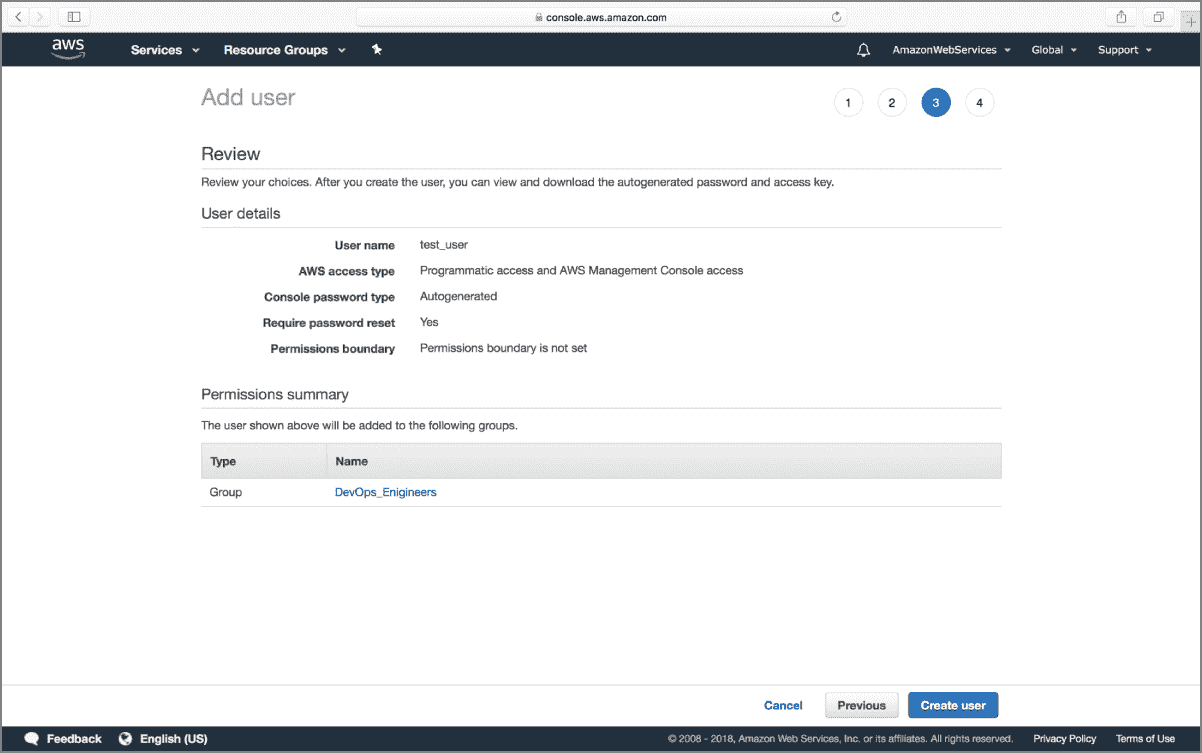 console.aws.amazon.com
aws Services Resource Groups AmazonWebServices Global Support
Add user
1 2 3 4
Review
Review your choices. After you create the user, you can view and download the autogenerated password and access key.
User details
User name test_user
AWS access type Programmatic access and AWS Management Console access
Console password type Autogenerated
Require password reset Yes
Permissions boundary Permissions boundary is not set
Permissions summary
The user shown above will be added to the following groups.
Type Name
Group DevOps_Enigineers
Cancel Previous Create user
Feedback English (US) © 2008 - 2018, Amazon Web Services, Inc. or its affiliates. All rights reserved. Privacy Policy Terms of Use